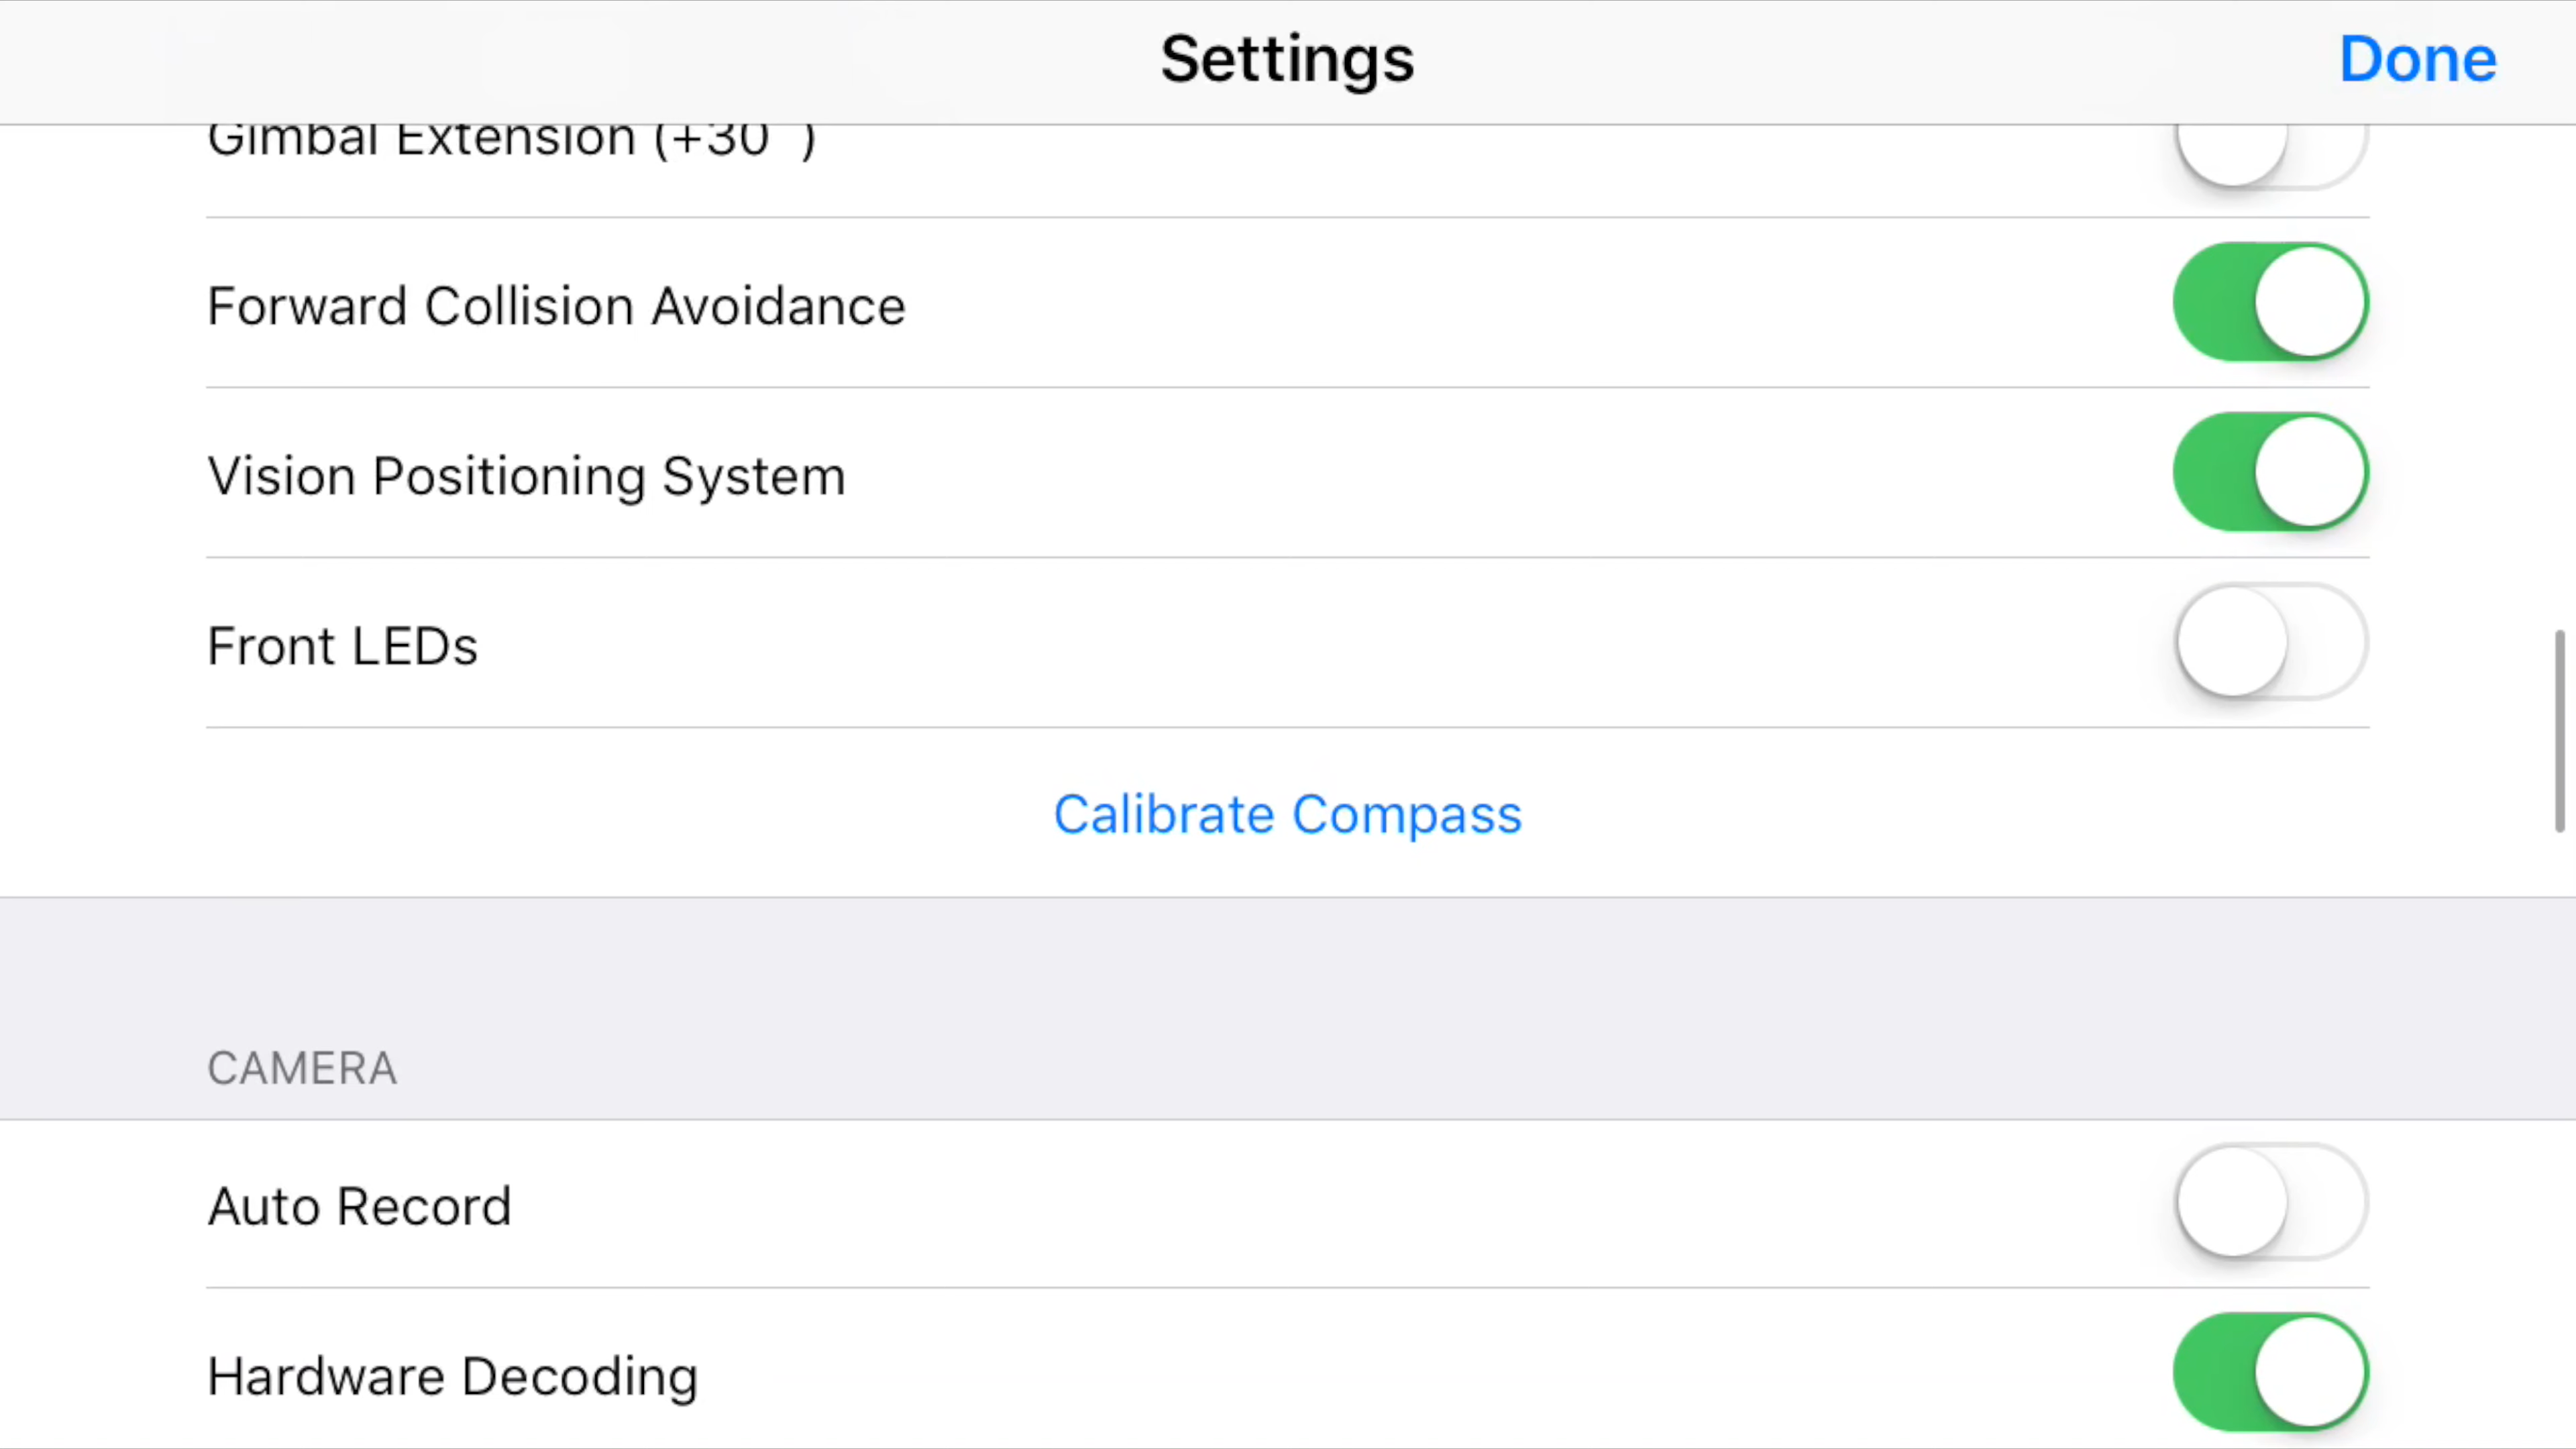 Settings
Done
Gimbal Extension (+30 )
Forward Collision Avoidance
Vision Positioning System
Front LEDs
Calibrate Compass
CAMERA
Auto Record
Hardware Decoding